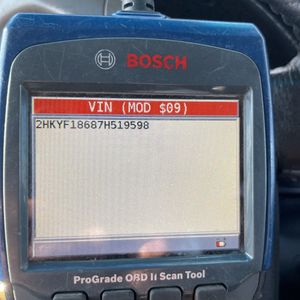 BOSCH
VIN (MOD $09)
2HKYF18687H519598
ProGrade OBD II Scan Tool